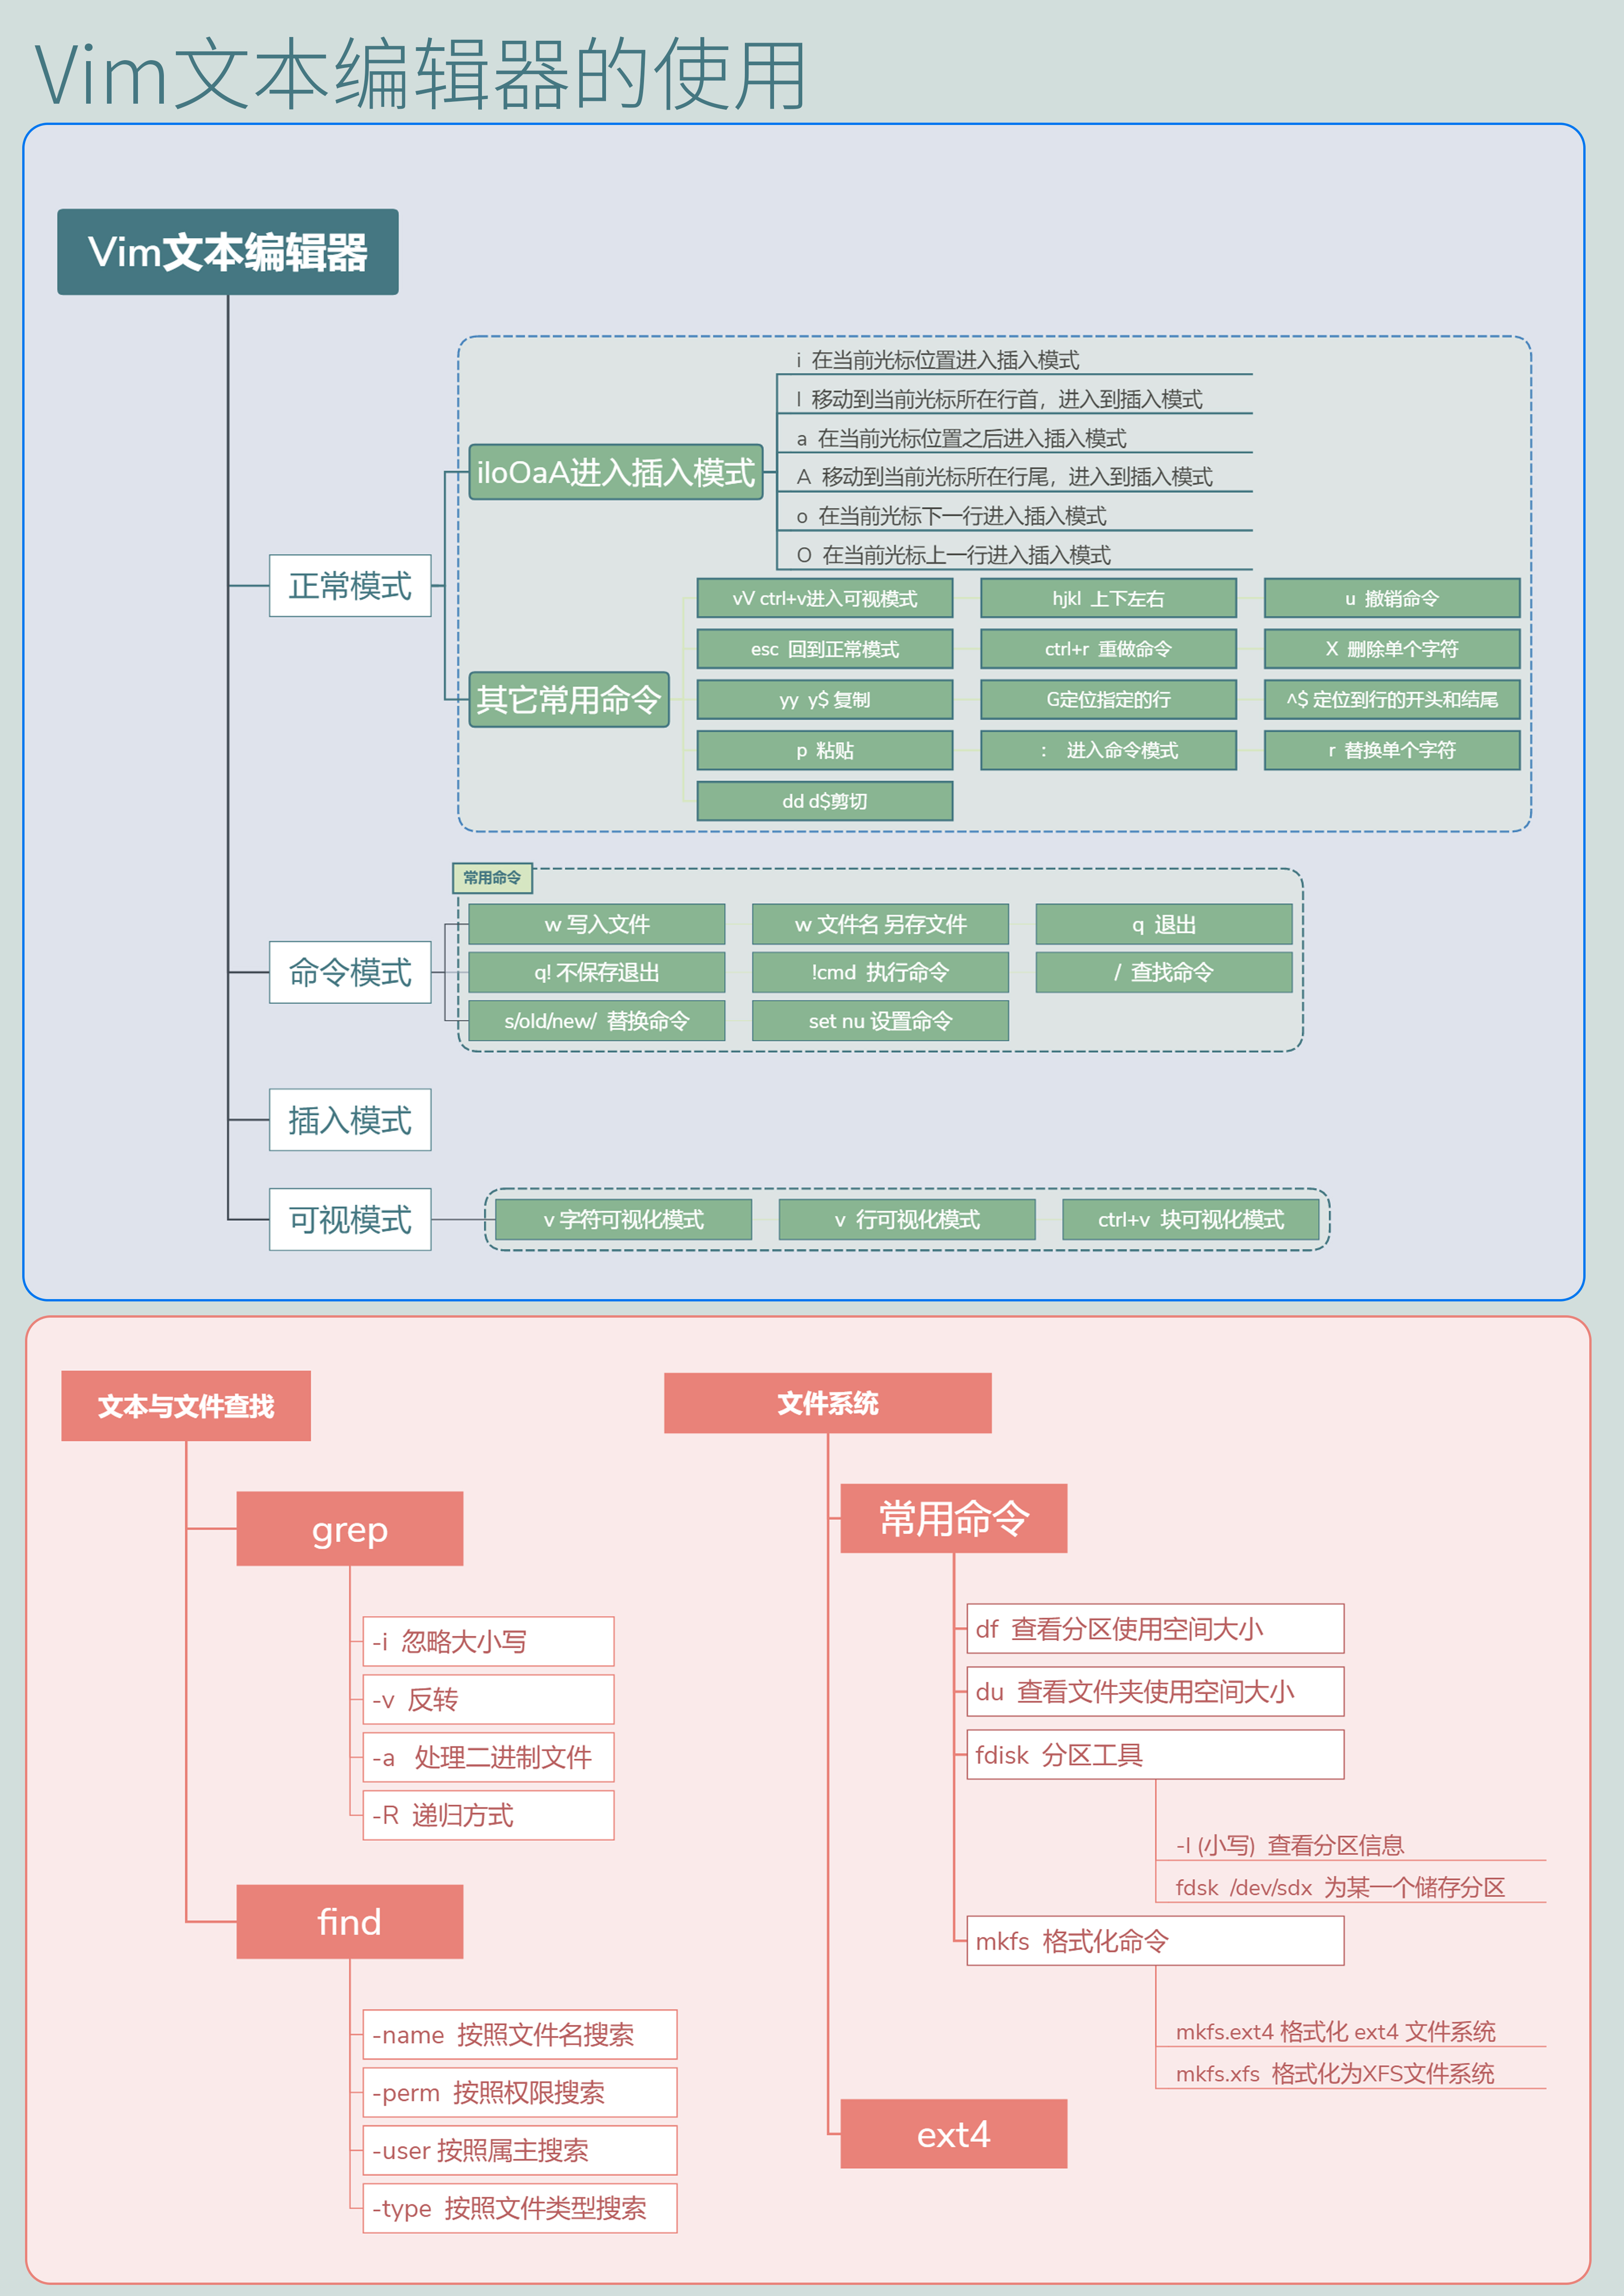 Vim文本编辑器的使用
Vim文本编辑器
正常模式
iIoOaA进入插入模式
i 在当前光标位置进入插入模式
I 移动到当前光标所在行首，进入到插入模式
a 在当前光标位置之后进入插入模式
A 移动到当前光标所在行尾，进入到插入模式
o 在当前光标下一行进入插入模式
O 在当前光标上一行进入插入模式
其它常用命令
vV ctrl+v进入可视模式
hjkl 上下左右
u 撤销命令
esc 回到正常模式
ctrl+r 重做命令
X 删除单个字符
yy y$ 复制
G定位指定的行
^$ 定位到行的开头和结尾
p 粘贴
: 进入命令模式
r 替换单个字符
dd d$剪切
命令模式
常用命令
w 写入文件
w 文件名 另存文件
q 退出
q! 不保存退出
!cmd 执行命令
/ 查找命令
s/old/new/ 替换命令
set nu 设置命令
插入模式
可视模式
v 字符可视化模式
v 行可视化模式
ctrl+v 块可视化模式
文本与文件查找
grep
-i 忽略大小写
-v 反转
-a 处理二进制文件
-R 递归方式
find
-name 按照文件名搜索
-perm 按照权限搜索
-user 按照属主搜索
-type 按照文件类型搜索
文件系统
常用命令
df 查看分区使用空间大小
du 查看文件夹使用空间大小
fdisk 分区工具
-l (小写) 查看分区信息
fdsk /dev/sdx 为某一个储存分区
mkfs 格式化命令
mkfs.ext4 格式化 ext4 文件系统
mkfs.xfs 格式化为XFS文件系统
ext4